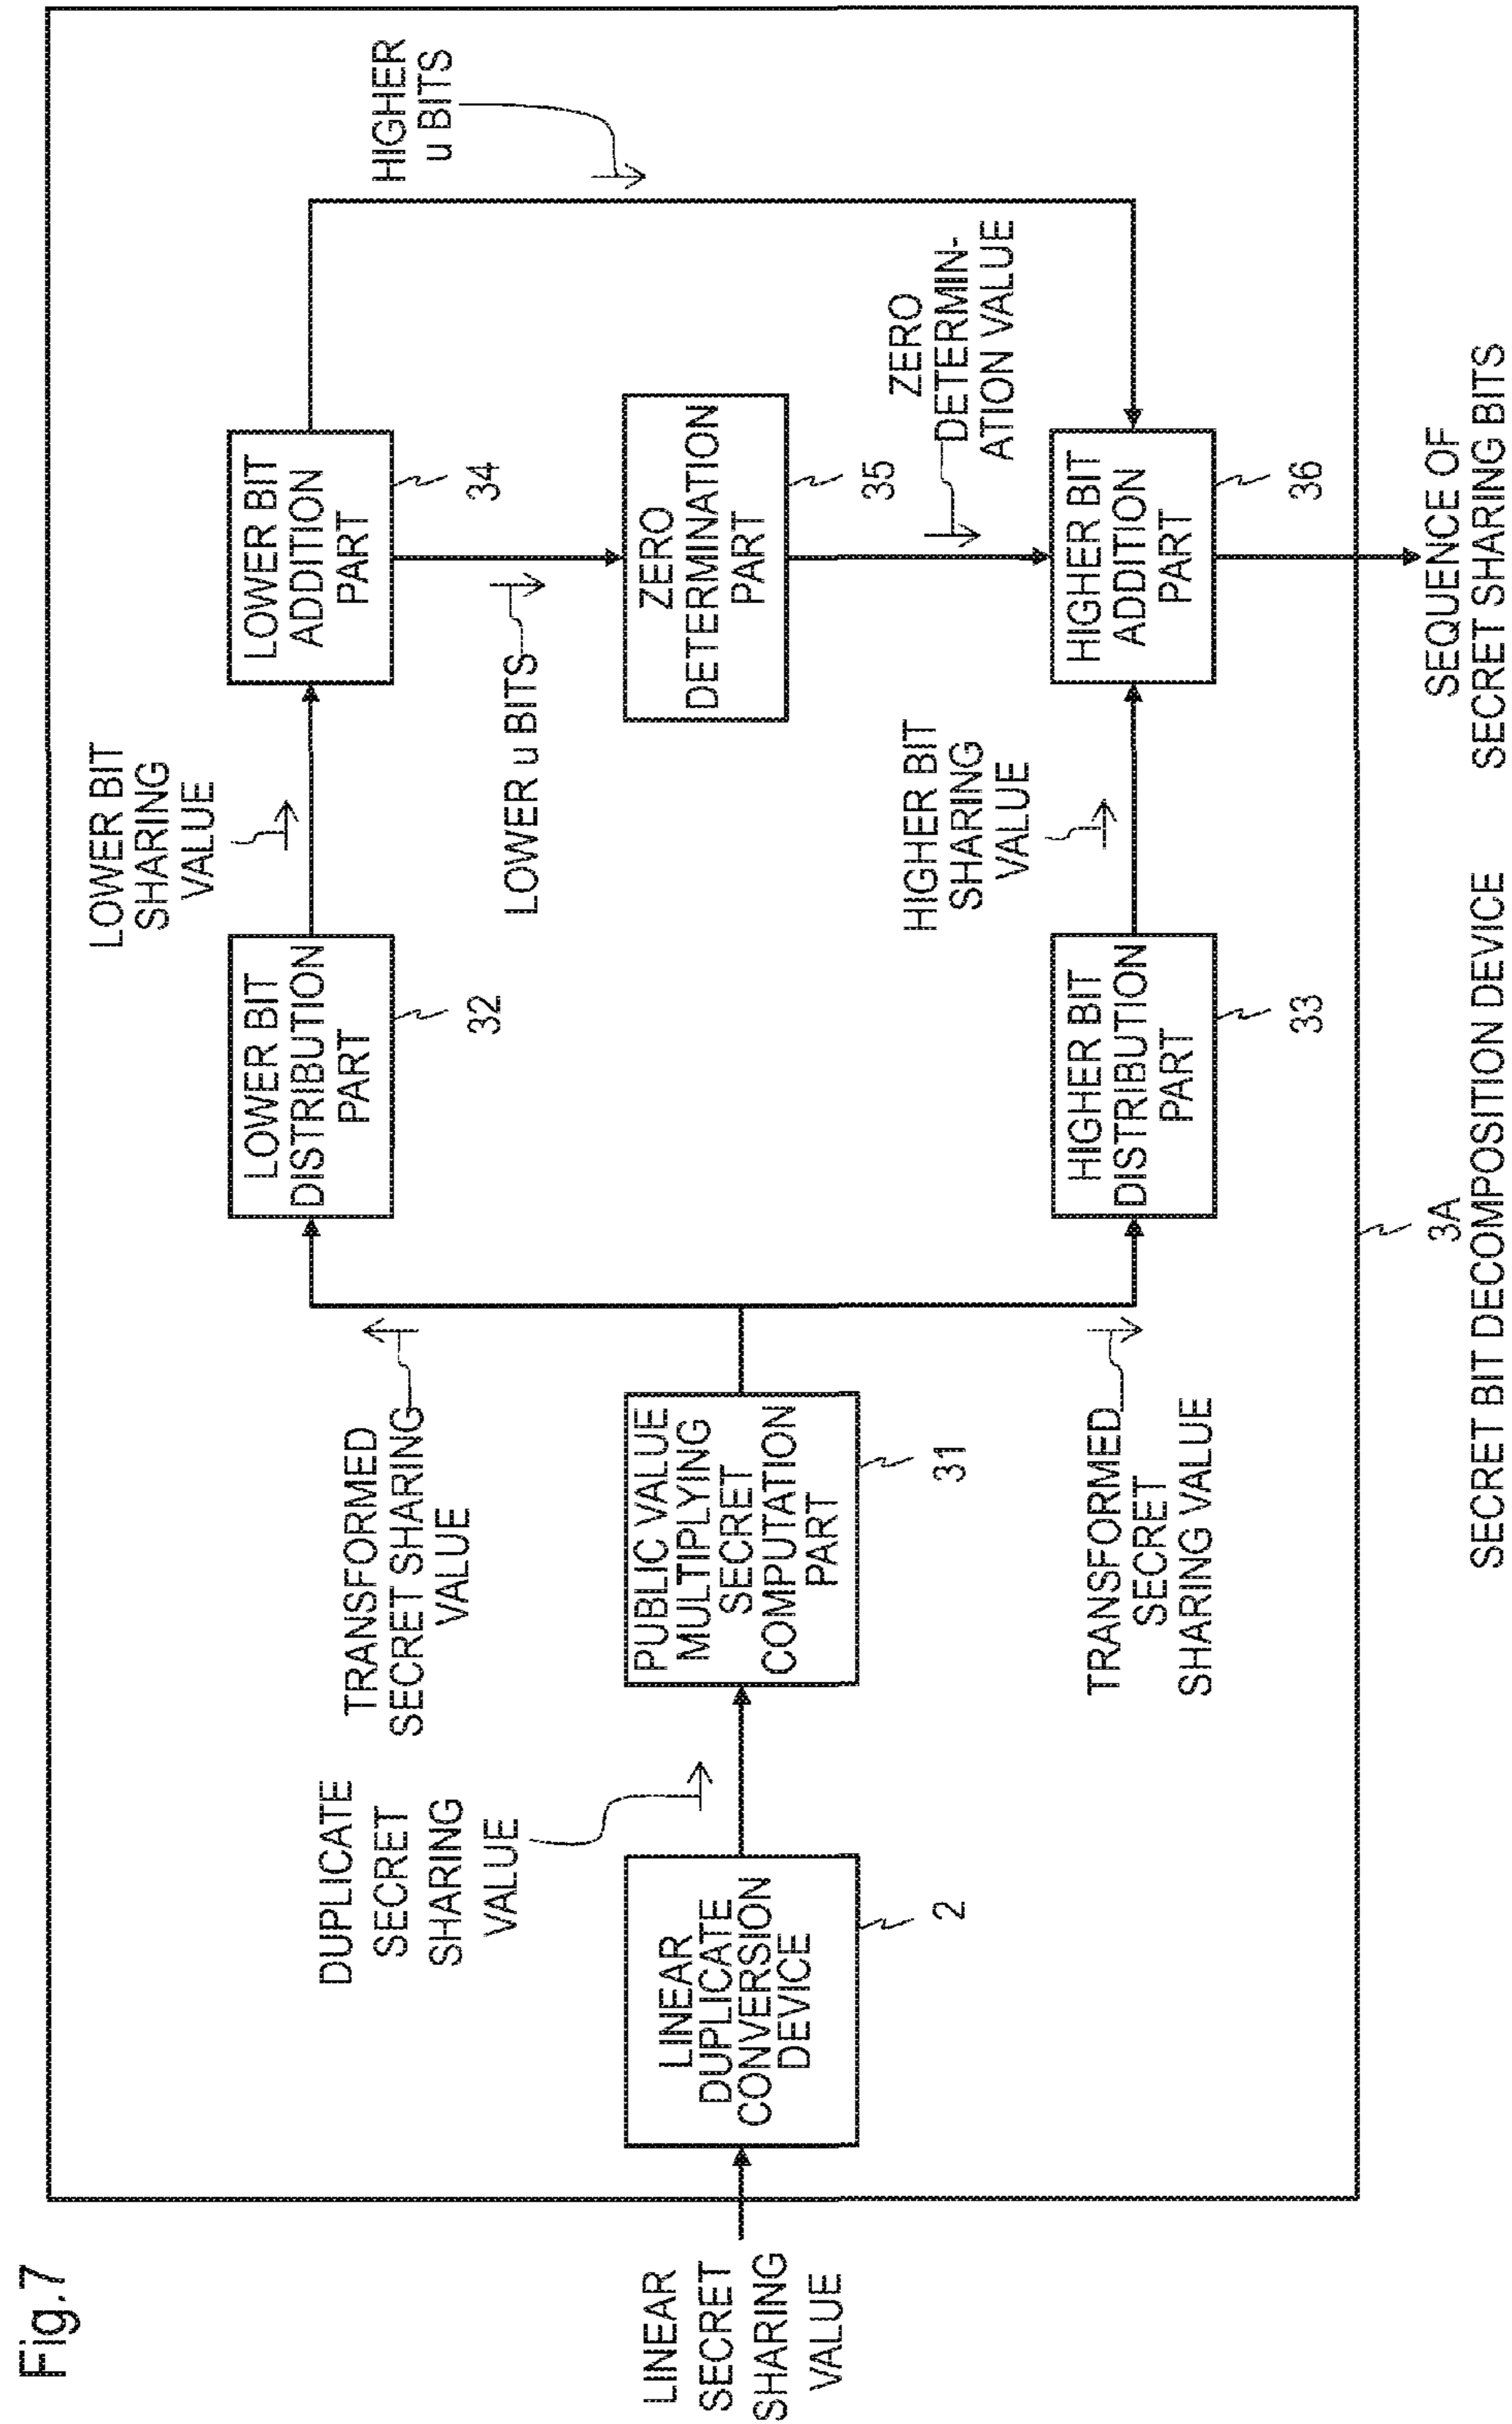 Fig.7
LINEAR
SECRET
SHARING
VALUE
LINEAR
DUPLICATE
CONVERSION
DEVICE
2
DUPLICATE
SECRET
SHARING
VALUE
PUBLIC VALUE
MULTIPLYING
SECRET
COMPUTATION
PART
31
TRANSFORMED
SECRET SHARING
VALUE
TRANSFORMED
SECRET
SHARING VALUE
LOWER BIT
DISTRIBUTION
PART
32
LOWER BIT
SHARING
VALUE
LOWER BIT
ADDITION
PART
34
HIGHER
u BITS
LOWER u BITS
ZERO
DETERMINATION
PART
35
ZERO
DETERMIN-
ATION VALUE
HIGHER BIT
DISTRIBUTION
PART
33
HIGHER BIT
SHARING
VALUE
HIGHER BIT
ADDITION
PART
36
SEQUENCE OF
SECRET SHARING BITS
3A
SECRET BIT DECOMPOSITION DEVICE